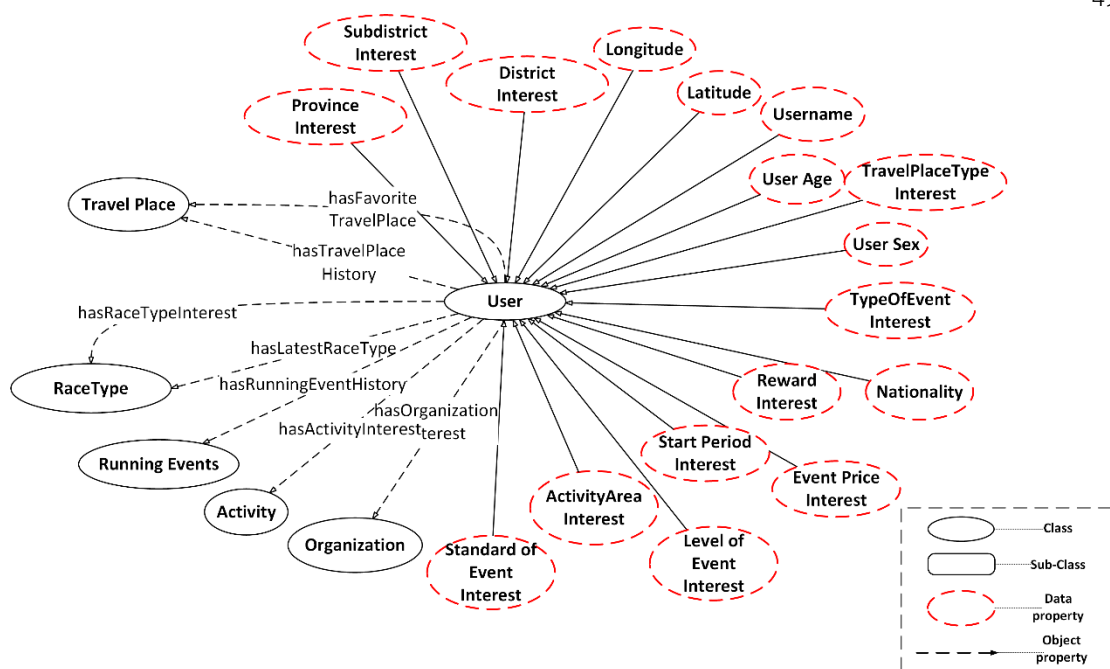 Subdistrict
Interest
Longitude
District
Interest
Latitude
Province
Interest
Username
User Age
TravelPlaceType
Interest
Travel Place
hasFavorite
TravelPlace
User Sex
hasTravelPlace
History
User
TypeOfEvent
Interest
hasRaceTypeInterest
hasLatestRaceType
RaceType
hasRunningEventHistory
Reward
Interest
Nationality
hasOrganization
terest
hasActivityInterest
Start Period
Interest
Running Events
Event Price
Interest
ActivityArea
Interest
Activity
Organization
Standard of
Event
Interest
Level of
Event
Interest
Class
Sub-Class
Data
property
Object
property